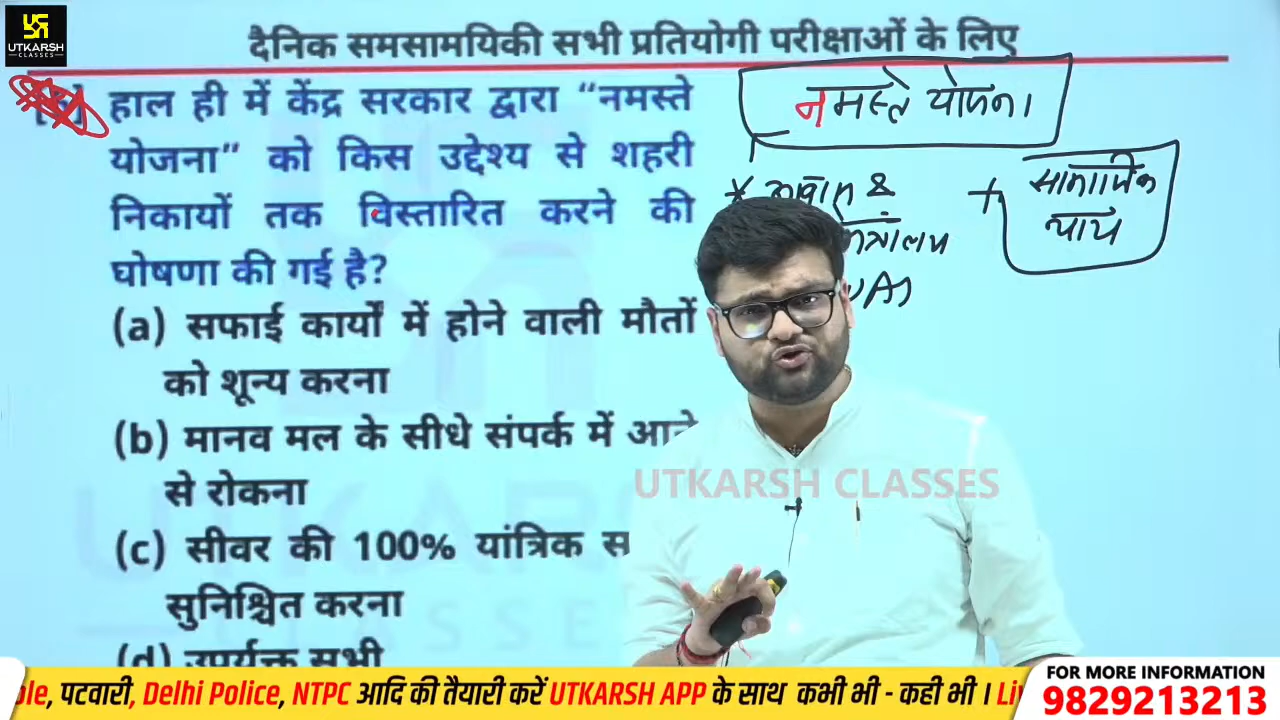 UTKARSH
CLASSES
दैनिक समसामयिकी सभी प्रतियोगी परीक्षाओं के लिए
हाल ही में केंद्र सरकार द्वारा “नमस्ते
योजना” को किस उद्देश्य से शहरी
निकायों तक विस्तारित करने की
घोषणा की गई है?
(a) सफाई कार्यों में होने वाली मौतों
को शून्य करना
(b) मानव मल के सीधे संपर्क में आने
से रोकना
(c) सीवर की 100% यांत्रिक
सुनिश्चित करना
(d) उपर्युक्त सभी
नमस्ते योजना
+ सामाजिक
न्याय
UTKARSH CLASSES
पटवारी, Delhi Police, NTPC आदि की तैयारी करें UTKARSH APP के साथ कभी भी - कही भी ।
FOR MORE INFORMATION
9829213213